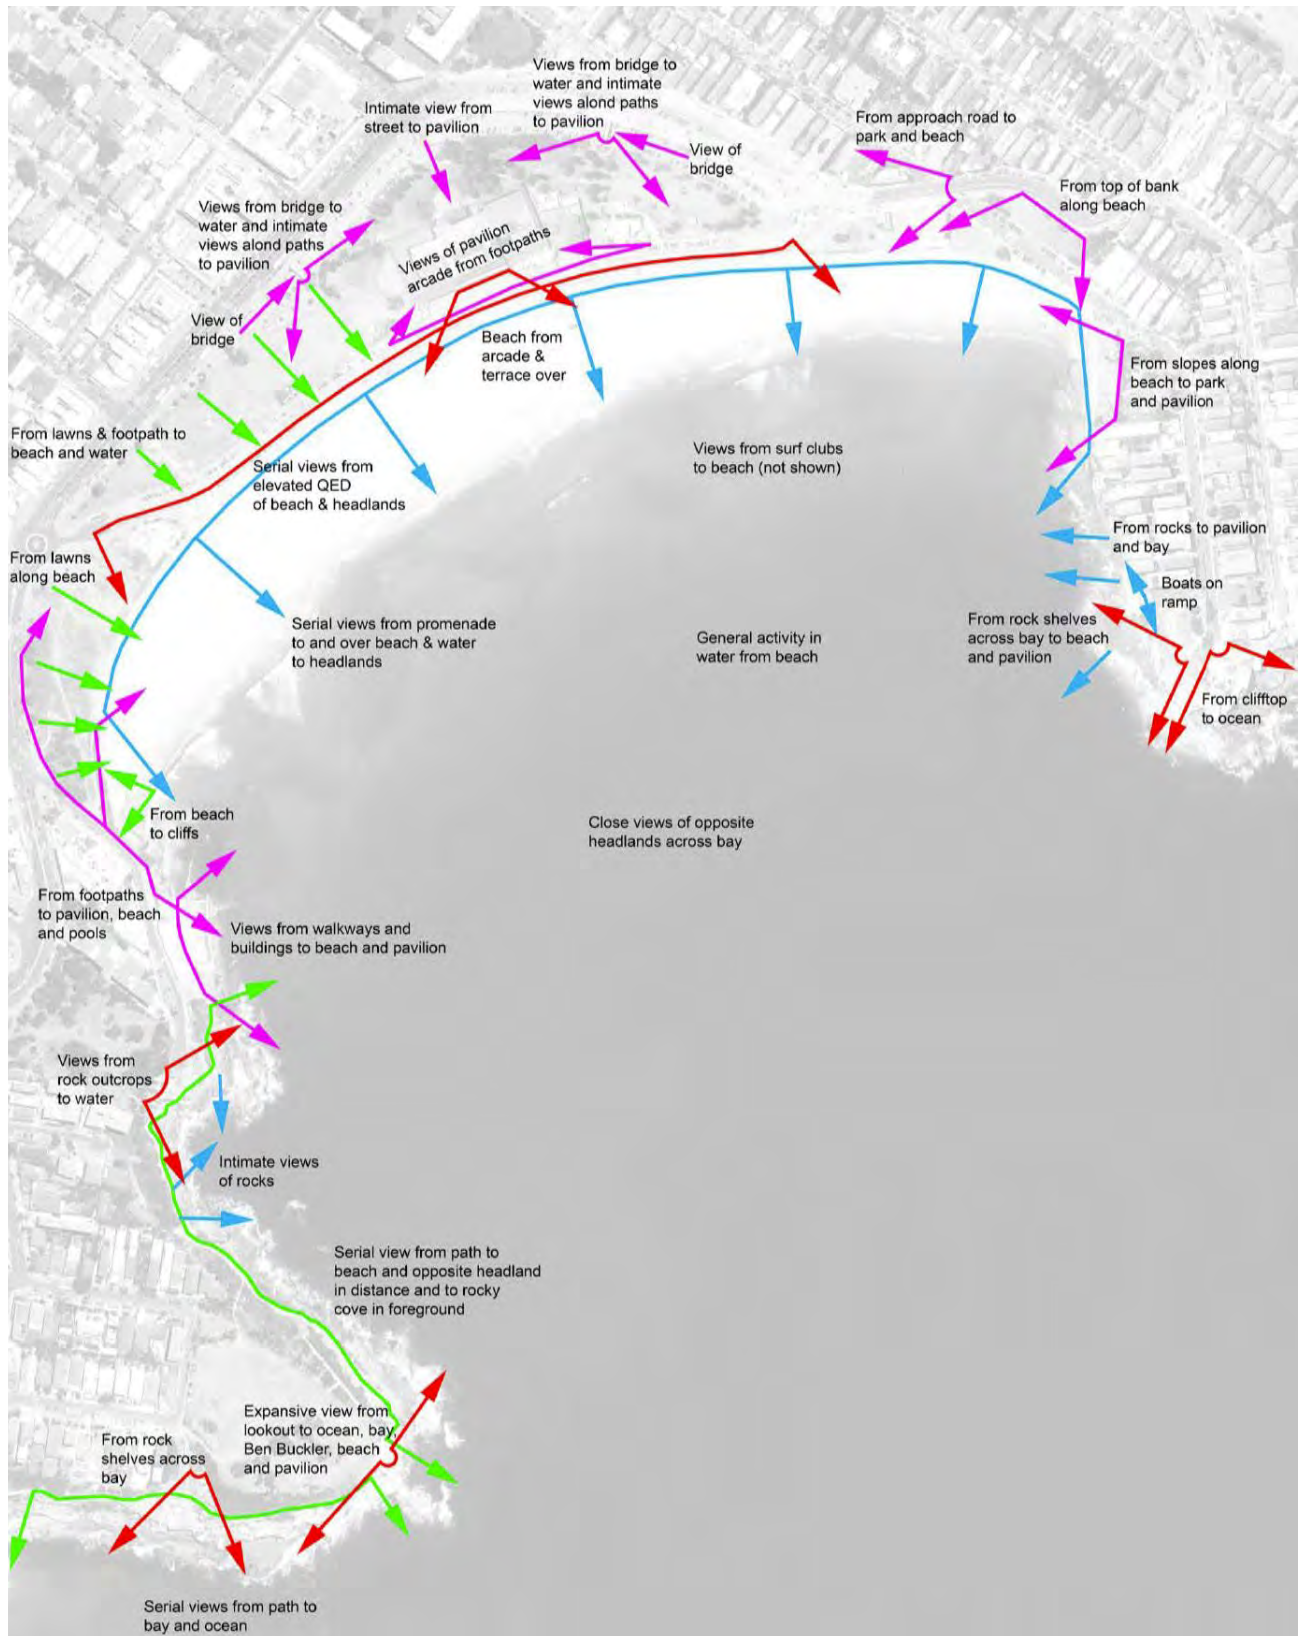 Views from bridge to
water and intimate
views alond paths
to pavilion
Intimate view from
street to pavilion
From approach road to
park and beach
View of
bridge
From top of bank
along beach
Views from bridge to
water and intimate
views alond paths
to pavilion
Views of pavilion
arcade from footpaths
View of
bridge
Beach from
arcade &
terrace over
From slopes along
beach to park
and pavilion
From lawns & footpath to
beach and water
Views from surf clubs
to beach (not shown)
Serial views from
elevated QED
of beach & headlands
From rocks to pavilion
and bay
From lawns
along beach
Boats on
ramp
Serial views from promenade
to and over beach & water
to headlands
General activity in
water from beach
From rock shelves
across bay to beach
and pavilion
From clifftop
to ocean
From beach
to cliffs
Close views of opposite
headlands across bay
From footpaths
to pavilion, beach
and pools
Views from walkways and
buildings to beach and pavilion
Views from
rock outcrops
to water
Intimate views
of rocks
Serial view from path to
beach and opposite headland
in distance and to rocky
cove in foreground
Expansive view from
lookout to ocean, bay,
Ben Buckler, beach
and pavilion
From rock
shelves across
bay
Serial views from path to
bay and ocean